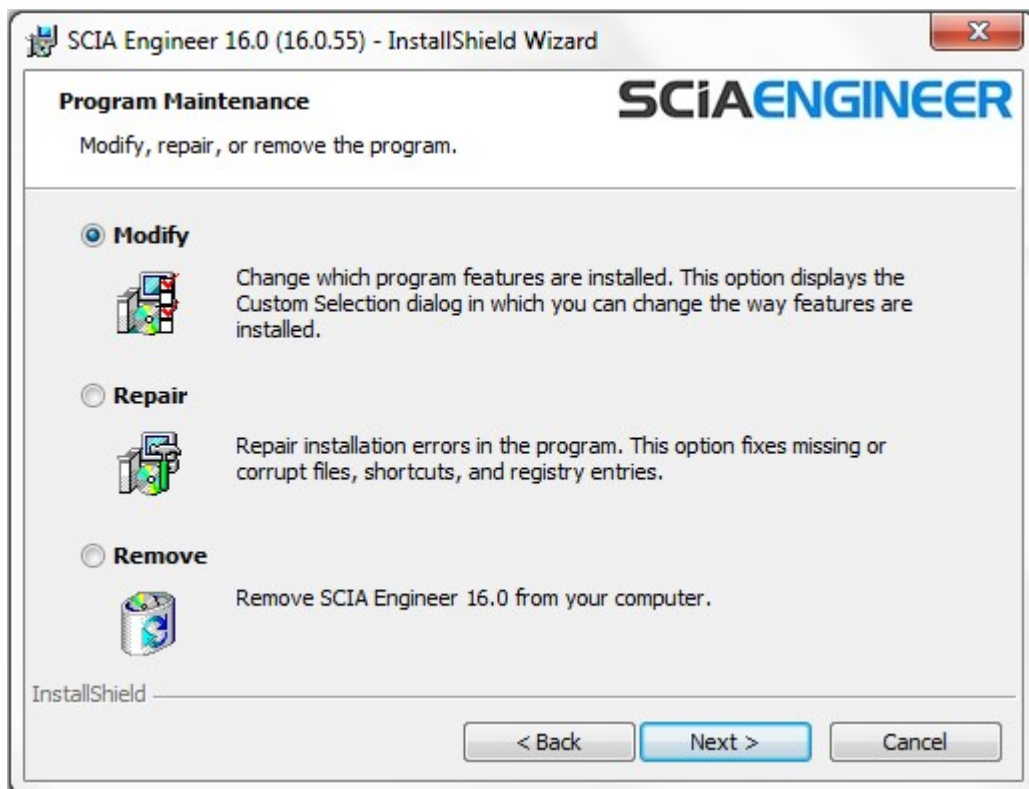 SCIA Engineer 16.0 (16.0.55) - InstallShield Wizard
Program Maintenance
SCiAENGINEER
Modify, repair, or remove the program.
Modify
Change which program features are installed. This option displays the
Custom Selection dialog in which you can change the way features are
installed.
Repair
Repair installation errors in the program. This option fixes missing or
corrupt files, shortcuts, and registry entries.
Remove
Remove SCIA Engineer 16.0 from your computer.
InstallShield
< Back
Next >
Cancel